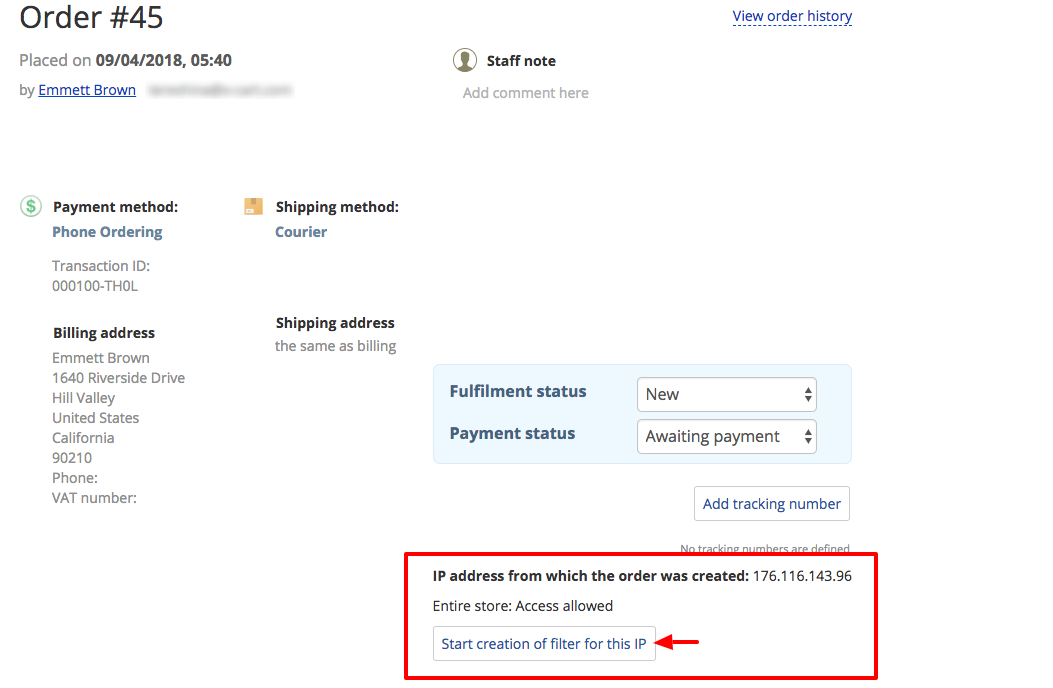 Order #45
View order history
Placed on 09/04/2018, 05:40
by Emmett Brown
Staff note
Add comment here
Payment method:
Phone Ordering
Transaction ID:
000100-TH0L
Shipping method:
Courier
Billing address
Emmett Brown
1640 Riverside Drive
Hill Valley
United States
California
90210
Phone:
VAT number:
Shipping address
the same as billing
Fulfilment status New
Payment status Awaiting payment
Add tracking number
No tracking numbers are defined
IP address from which the order was created: 176.116.143.96
Entire store: Access allowed
Start creation of filter for this IP